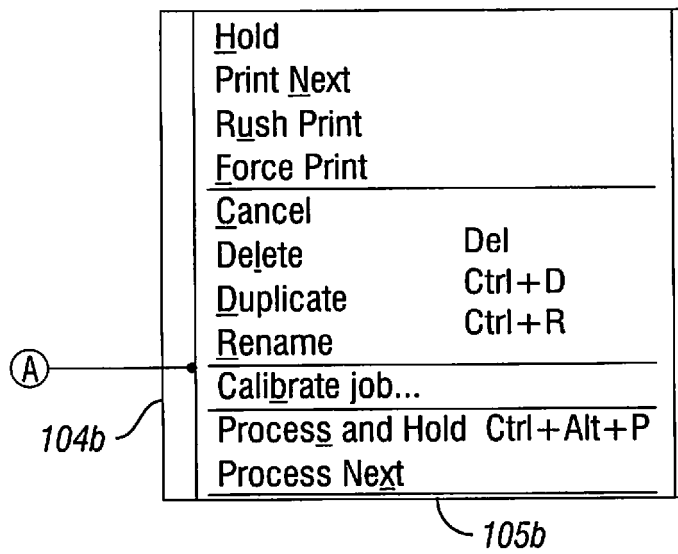 Hold
Print Next
Rush Print
Force Print
Cancel
Delete Del
Duplicate Ctrl+D
Rename Ctrl+R
A
Calibrate job...
104b
Process and Hold Ctrl+Alt+P
Process Next
105b